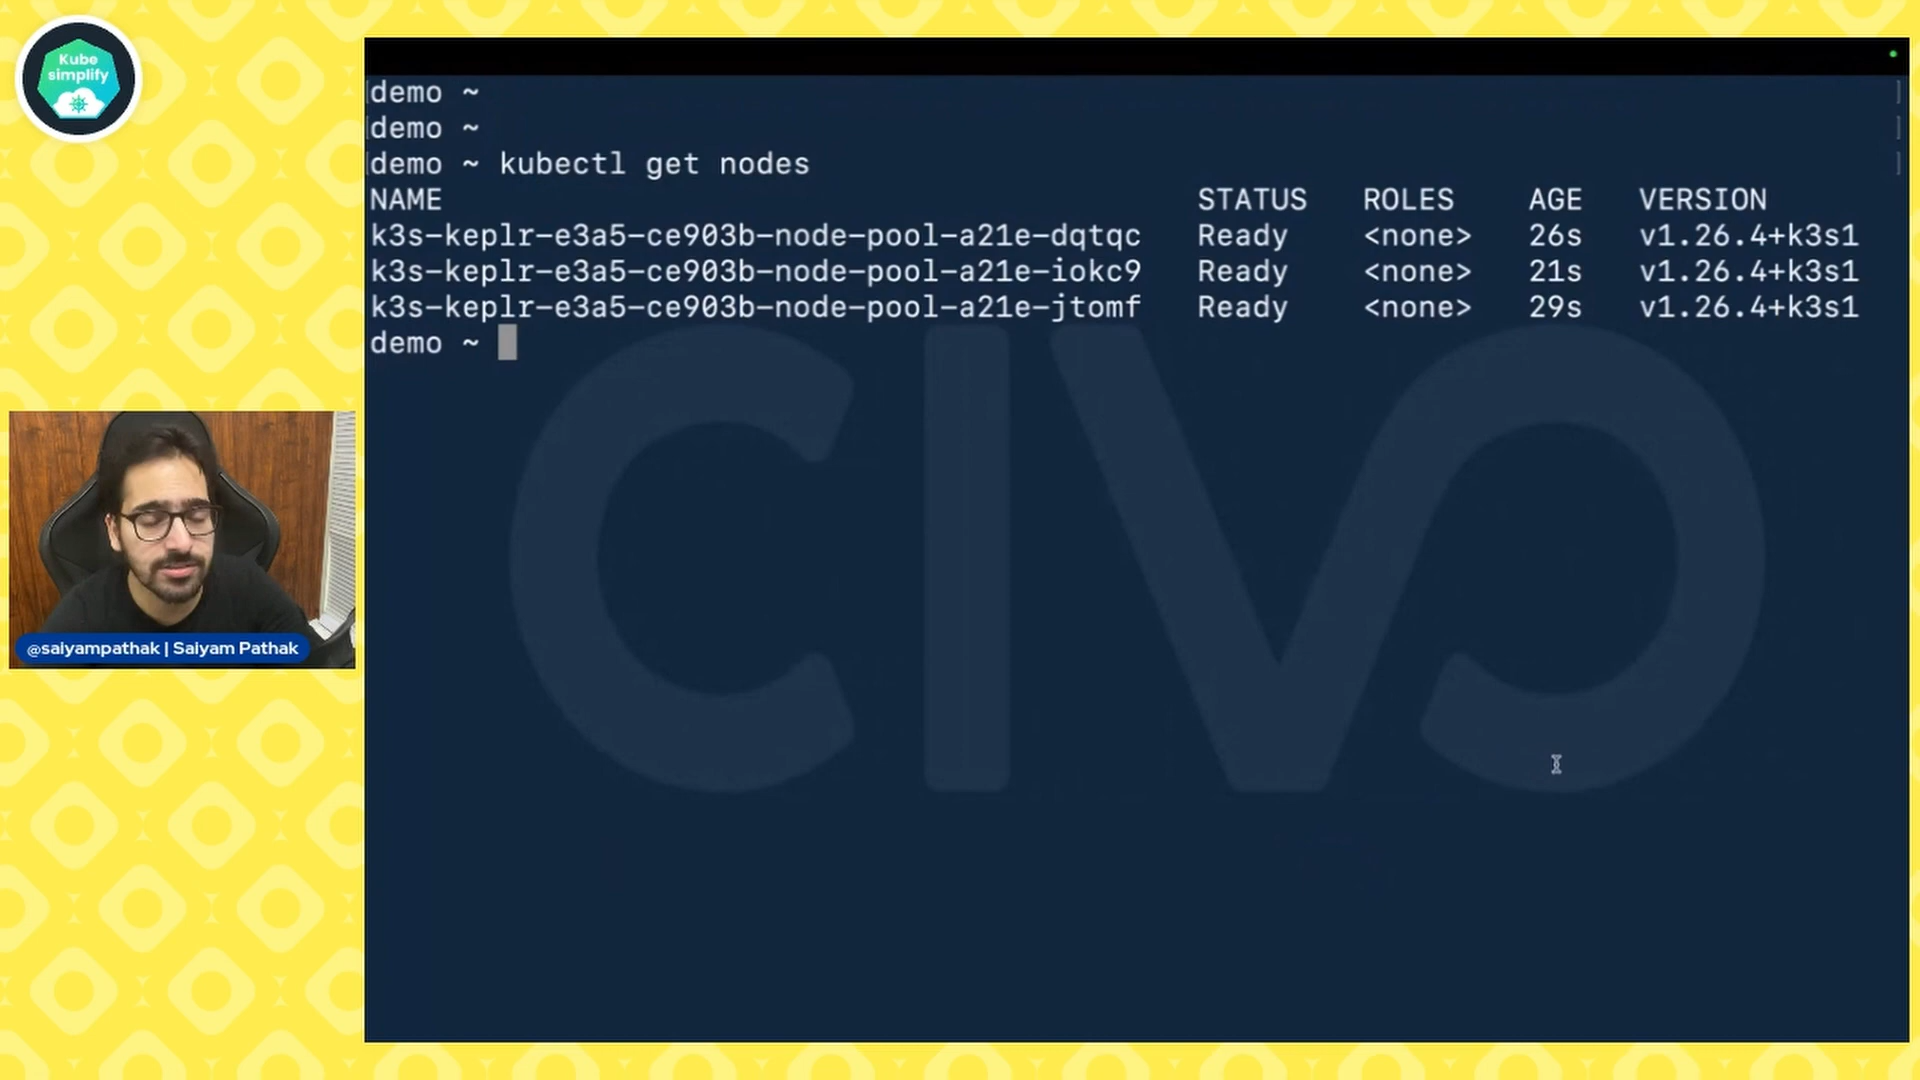 Kube
simplify
demo ~
demo ~
demo ~ kubectl get nodes
NAME STATUS ROLES AGE VERSION
k3s-keplr-e3a5-ce903b-node-pool-a21e-dqtqc Ready <none> 26s v1.26.4+k3s1
k3s-keplr-e3a5-ce903b-node-pool-a21e-iokc9 Ready <none> 21s v1.26.4+k3s1
k3s-keplr-e3a5-ce903b-node-pool-a21e-jtomf Ready <none> 29s v1.26.4+k3s1
demo ~
CIVO
@saiyampathak | Saiyam Pathak